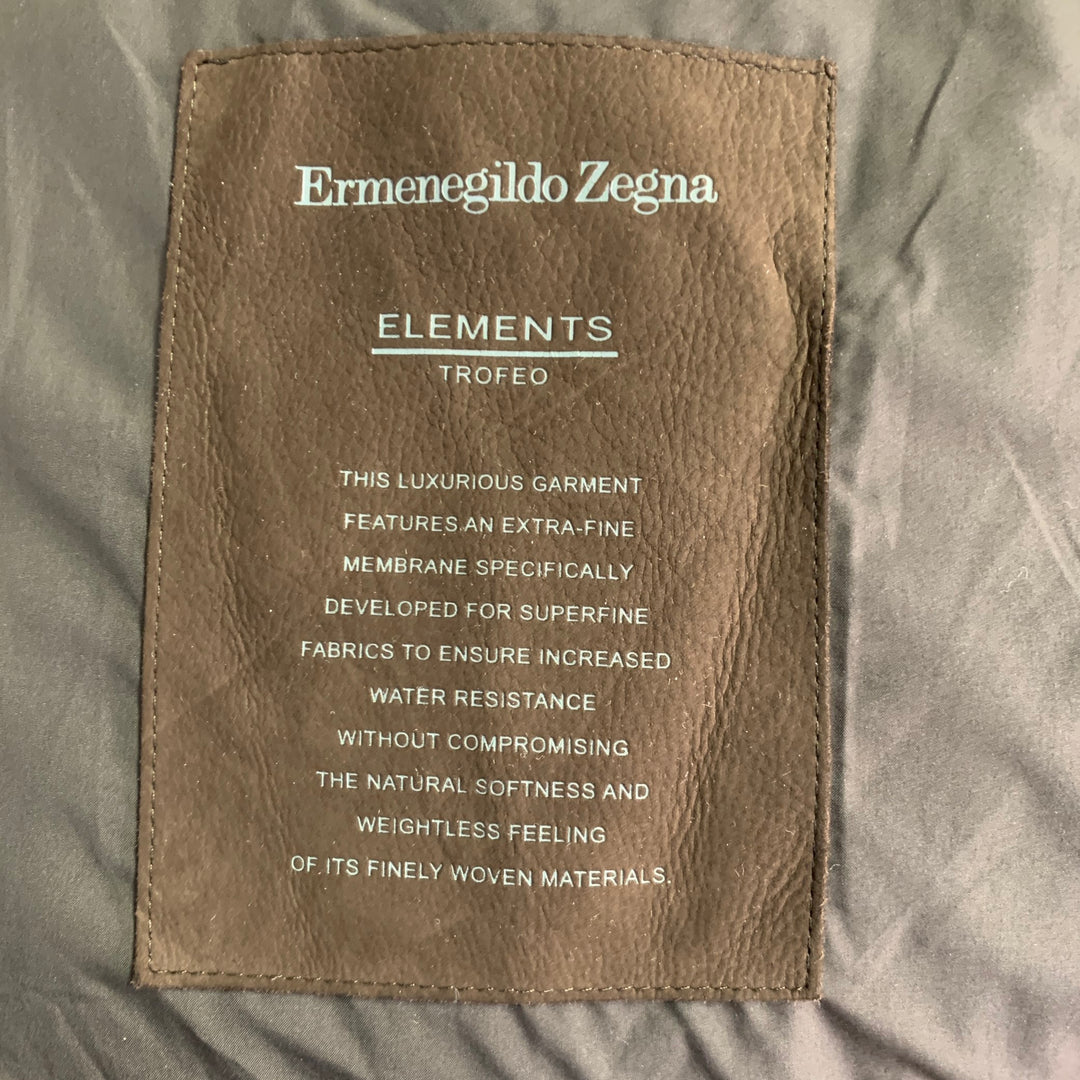 Ermenegildo Zegna
ELEMENTS
TROFEO
THIS LUXURIOUS GARMENT
FEATURES AN EXTRA-FINE
MEMBRANE SPECIFICALLY
DEVELOPED FOR SUPERFINE
FABRICS TO ENSURE INCREASED
WATER RESISTANCE
WITHOUT COMPROMISING
THE NATURAL SOFTNESS AND
WEIGHTLESS FEELING
OF ITS FINELY WOVEN MATERIALS.